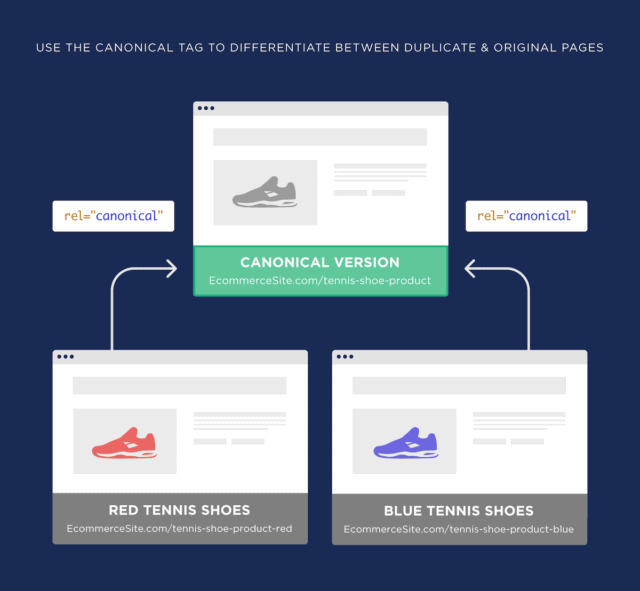 USE THE CANONICAL TAG TO DIFFERENTIATE BETWEEN DUPLICATE & ORIGINAL PAGES
rel="canonical"
rel="canonical"
CANONICAL VERSION
EcommerceSite.com/tennis-shoe-product
RED TENNIS SHOES
EcommerceSite.com/tennis-shoe-product-red
BLUE TENNIS SHOES
EcommerceSite.com/tennis-shoe-product-blue